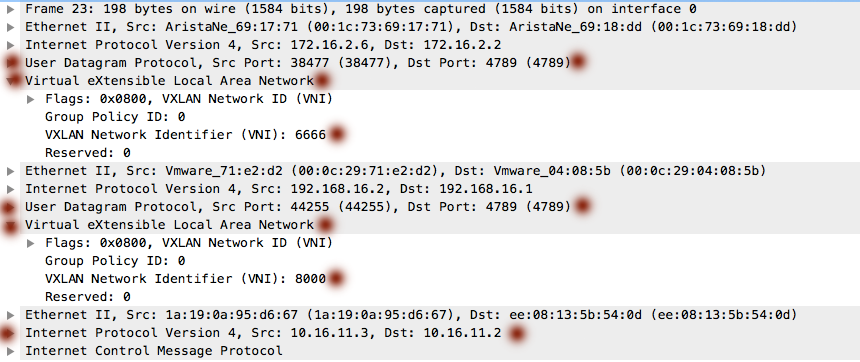 Frame 23: 198 bytes on wire (1584 bits), 198 bytes captured (1584 bits) on interface 0
Ethernet II, Src: AristaNe_69:17:71 (00:1c:73:69:17:71), Dst: AristaNe_69:18:dd (00:1c:73:69:18:dd)
Internet Protocol Version 4, Src: 172.16.2.6, Dst: 172.16.2.2
User Datagram Protocol, Src Port: 38477 (38477), Dst Port: 4789 (4789)
Virtual eXtensible Local Area Network
Flags: 0x0800, VXLAN Network ID (VNI)
Group Policy ID: 0
VXLAN Network Identifier (VNI): 6666
Reserved: 0
Ethernet II, Src: Vmware_71:e2:d2 (00:0c:29:71:e2:d2), Dst: Vmware_04:08:5b (00:0c:29:04:08:5b)
Internet Protocol Version 4, Src: 192.168.16.2, Dst: 192.168.16.1
User Datagram Protocol, Src Port: 44255 (44255), Dst Port: 4789 (4789)
Virtual eXtensible Local Area Network
Flags: 0x0800, VXLAN Network ID (VNI)
Group Policy ID: 0
VXLAN Network Identifier (VNI): 8000
Reserved: 0
Ethernet II, Src: 1a:19:0a:95:d6:67 (1a:19:0a:95:d6:67), Dst: ee:08:13:5b:54:0d (ee:08:13:5b:54:0d)
Internet Protocol Version 4, Src: 10.16.11.3, Dst: 10.16.11.2
Internet Control Message Protocol